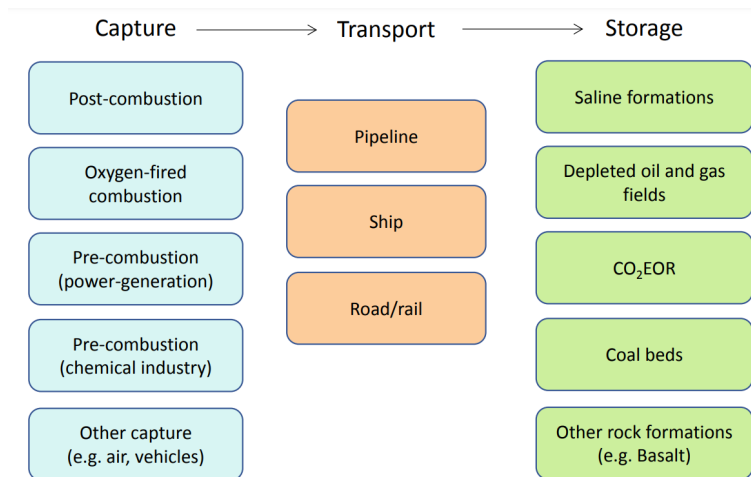 Capture
Transport
Storage
Post-combustion
Oxygen-fired
combustion
Pre-combustion
(power-generation)
Pre-combustion
(chemical industry)
Other capture
(e.g. air, vehicles)
Pipeline
Ship
Road/rail
Saline formations
Depleted oil and gas
fields
CO₂EOR
Coal beds
Other rock formations
(e.g. Basalt)